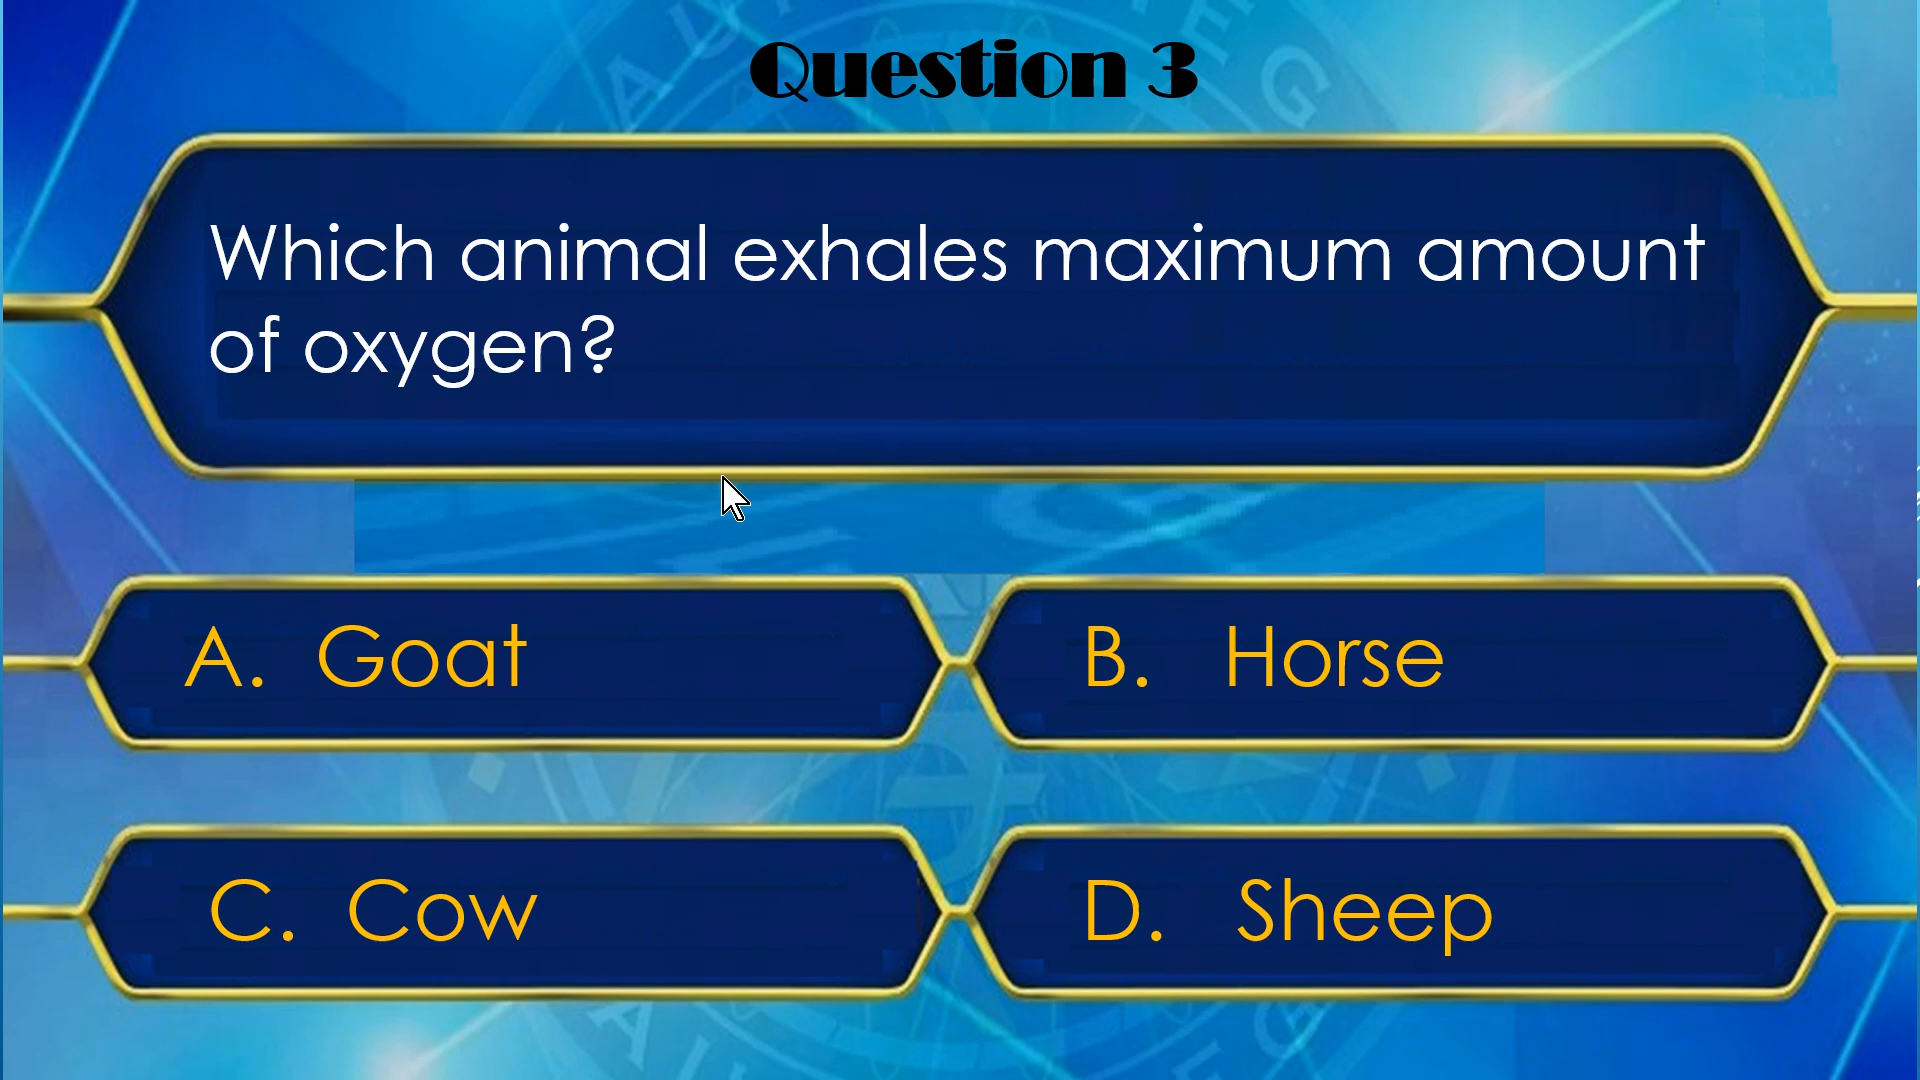 Question 3
Which animal exhales maximum amount
of oxygen?
A. Goat
B. Horse
C. Cow
D. Sheep